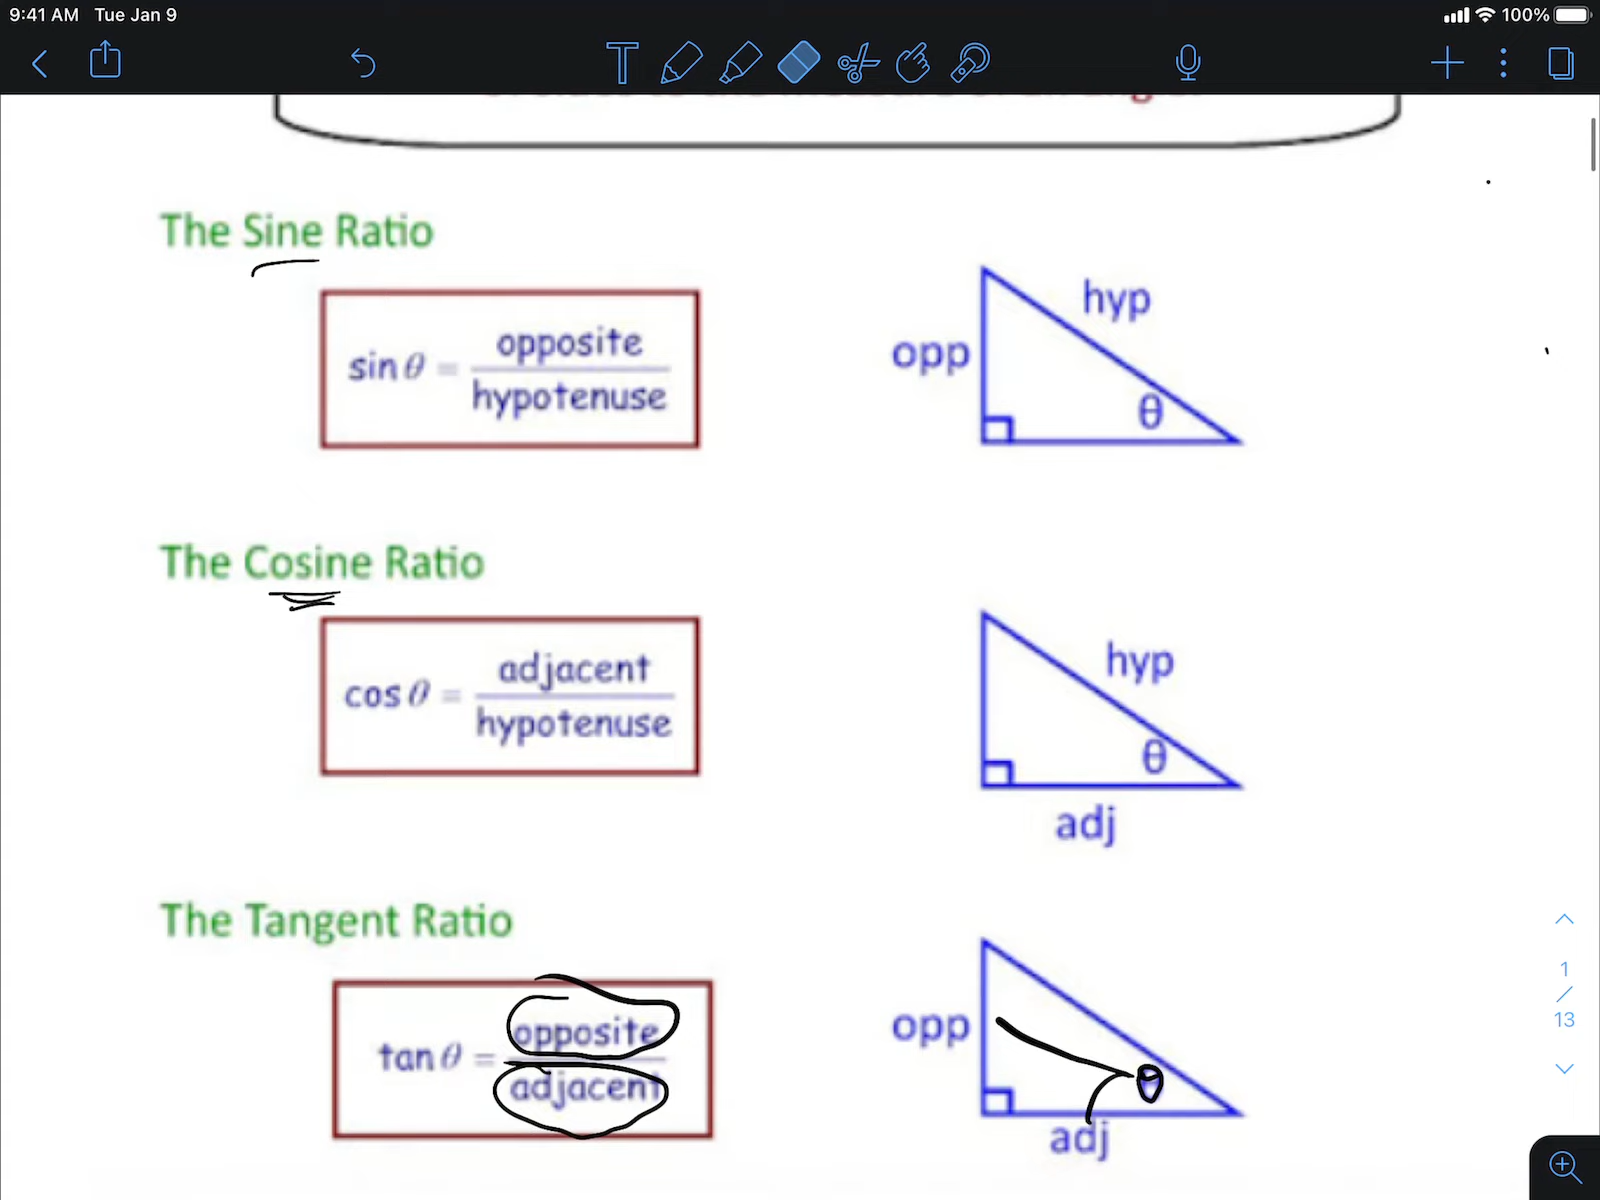 9:41 AM Tue Jan 9
100%
The Sine Ratio
sin θ = opposite / hypotenuse
hyp
opp
θ
The Cosine Ratio
cos θ = adjacent / hypotenuse
hyp
θ
adj
The Tangent Ratio
tan θ = opposite / adjacent
opp
θ
adj
1
/
13